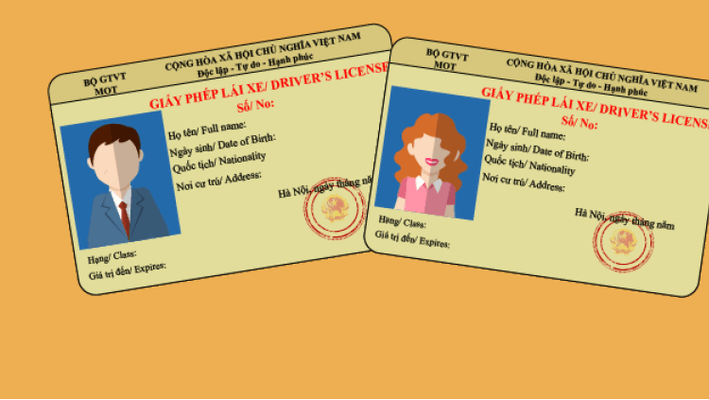 BỘ GTVT
MOT
CỘNG HÒA XÃ HỘI CHỦ NGHĨA VIỆT NAM
Độc lập - Tự do - Hạnh phúc
GIẤY PHÉP LÁI XE/ DRIVER'S LICENSE
Số/ No:
Họ tên/ Full name:
Ngày sinh/ Date of Birth:
Quốc tịch/ Nationality
Nơi cư trú/ Address:
Hà Nội, ngày tháng nă
Hạng/ Class:
Giá trị đến/ Expires:
BỘ GTVT
MOT
CỘNG HÒA XÃ HỘI CHỦ NGHĨA VIỆT NAM
Độc lập - Tự do - Hạnh phúc
GIẤY PHÉP LÁI XE/ DRIVER'S LICENS
Số/ No:
Họ tên/ Full name:
Ngày sinh/ Date of Birth:
Quốc tịch/ Nationality
Nơi cư trú/ Address:
Hà Nội, ngày tháng năm
Hạng/ Class:
Giá trị đến/ Expires: